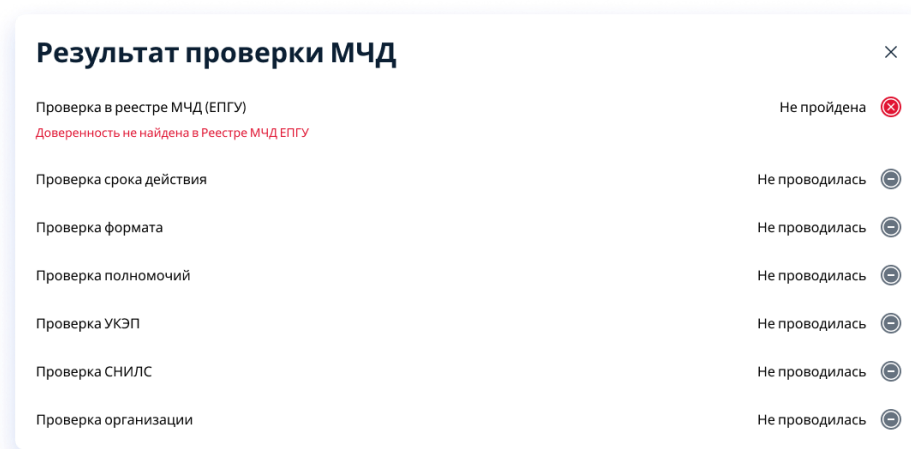 Результат проверки МЧД
Проверка в реестре МЧД (ЕПГУ) Не пройдена
Доверенность не найдена в Реестре МЧД ЕПГУ
Проверка срока действия Не проводилась
Проверка формата Не проводилась
Проверка полномочий Не проводилась
Проверка УКЭП Не проводилась
Проверка СНИЛС Не проводилась
Проверка организации Не проводилась